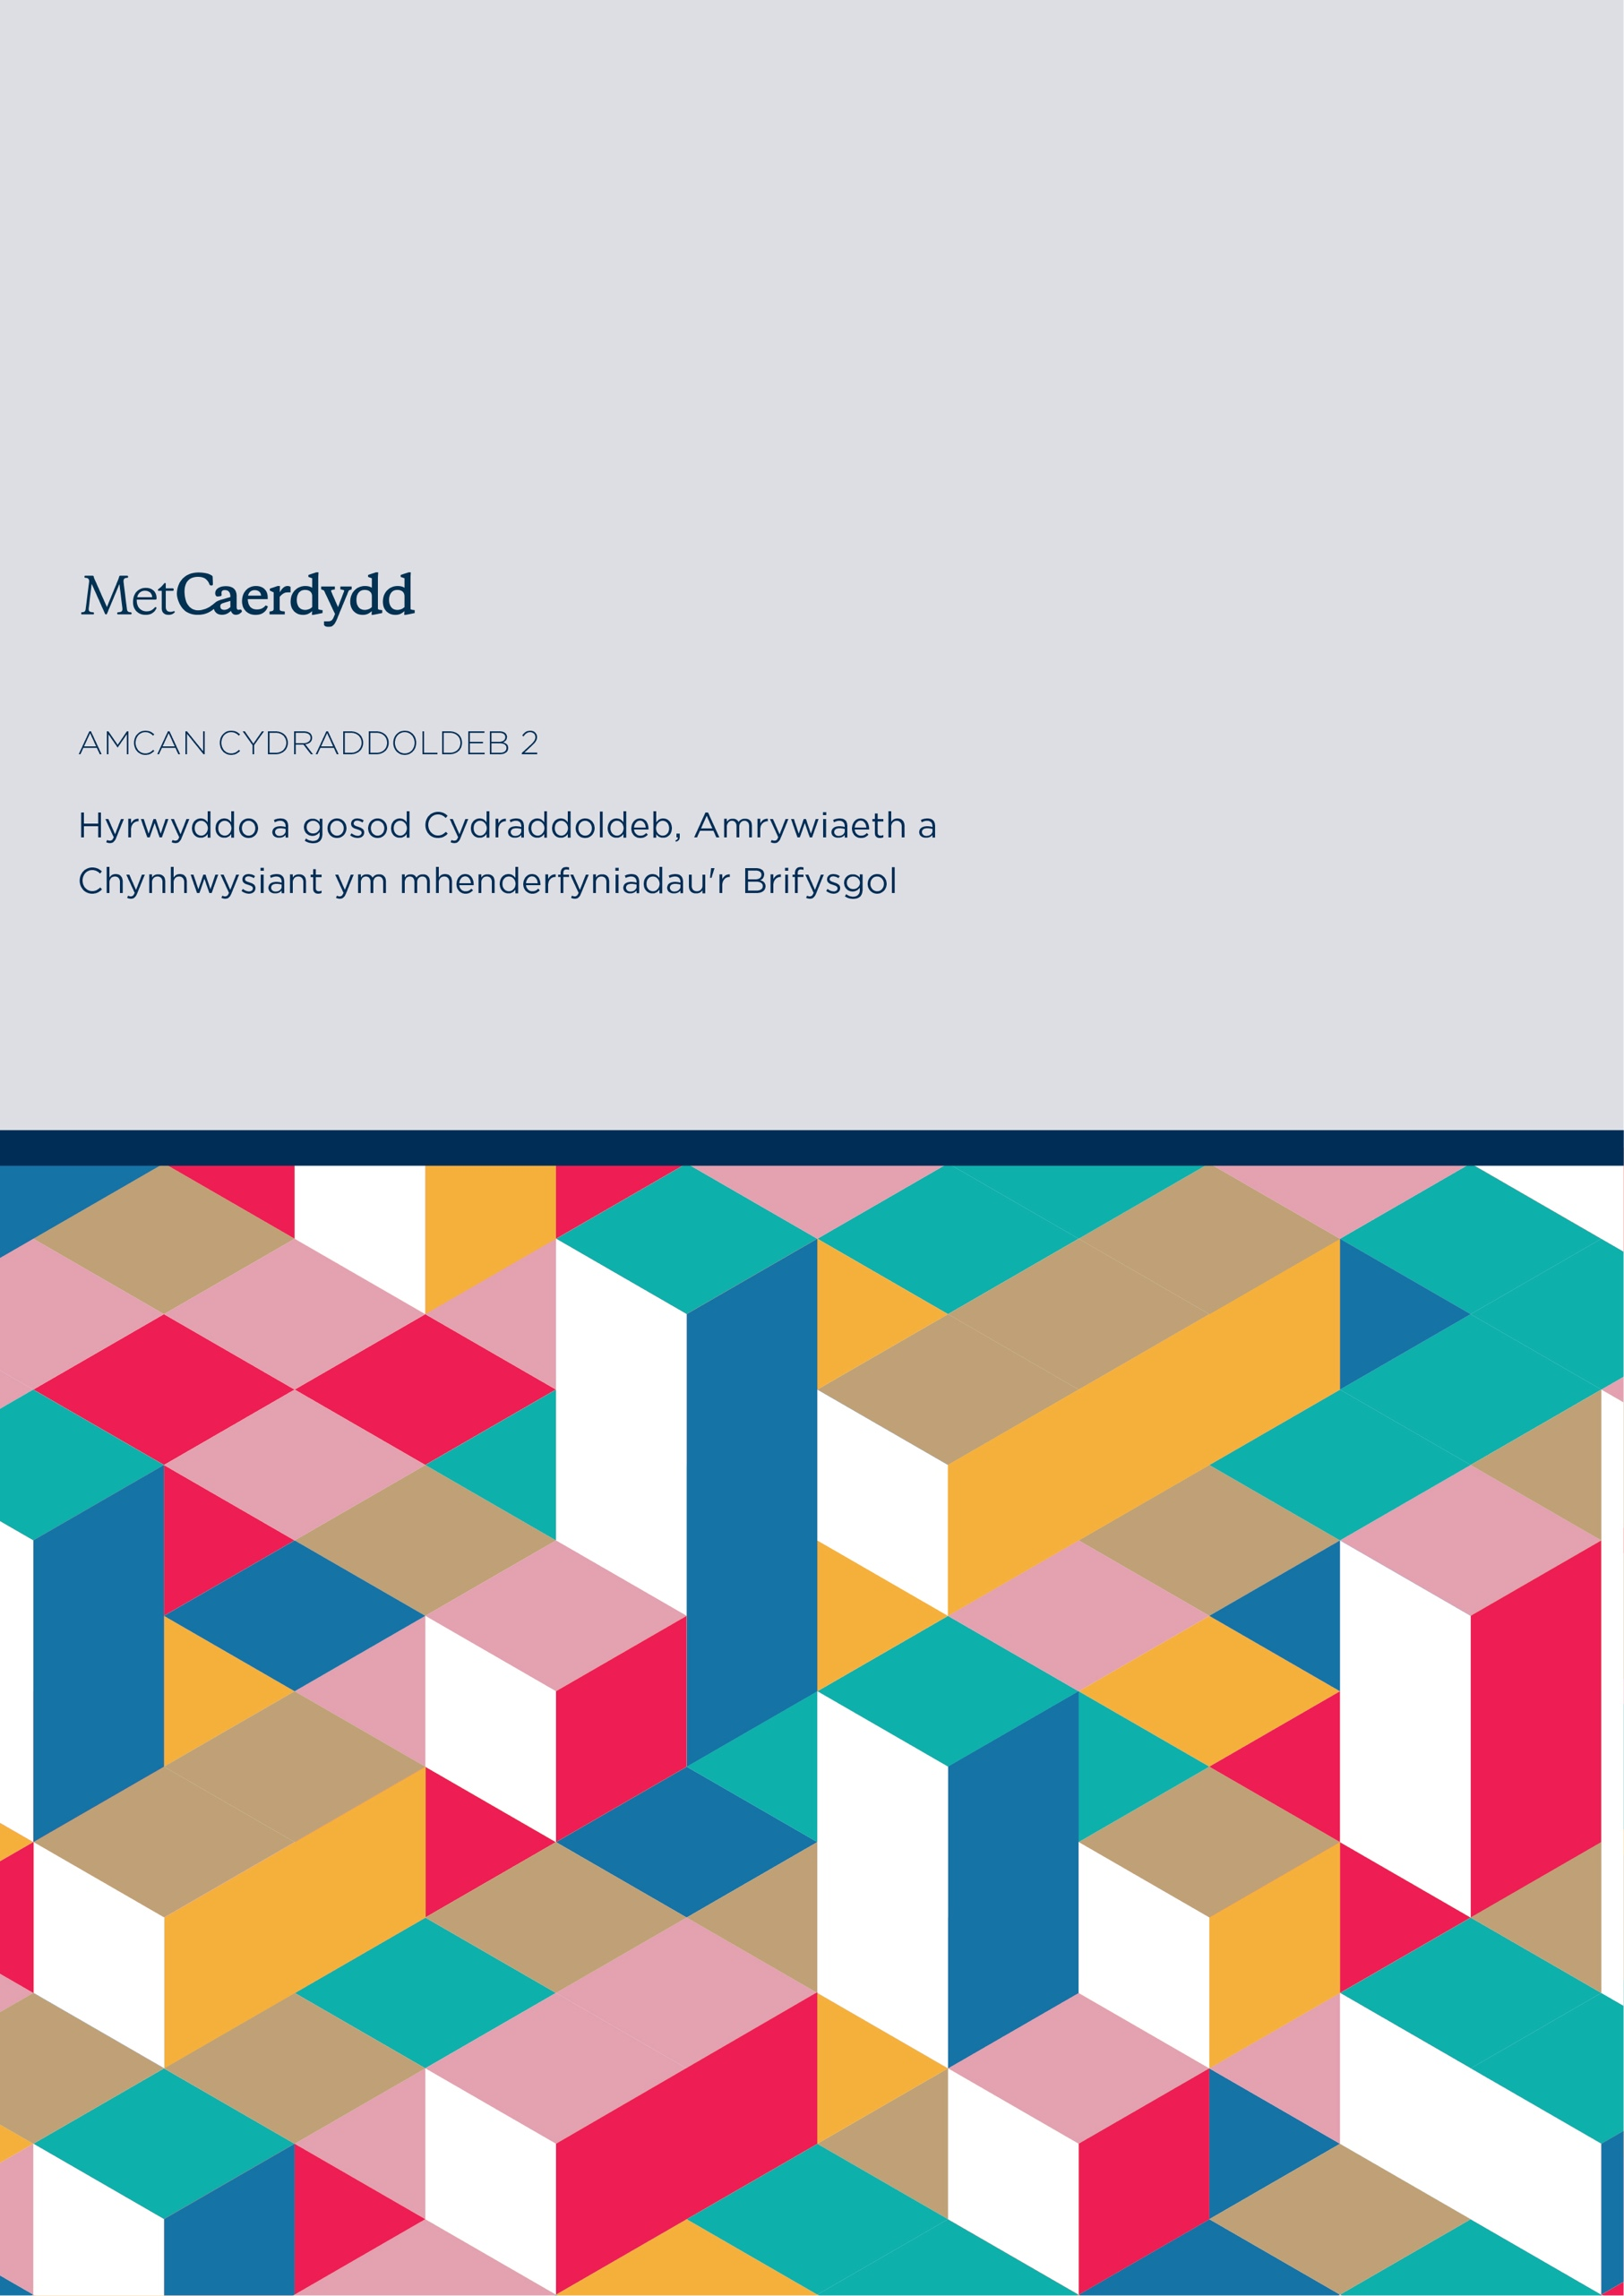 MetCaerdydd
AMCAN CYDRADDOLDEB 2
Hyrwyddo a gosod Cydraddoldeb, Amrywiaeth a
Chynhwysiant ym mhenderfyniadau'r Brifysgol